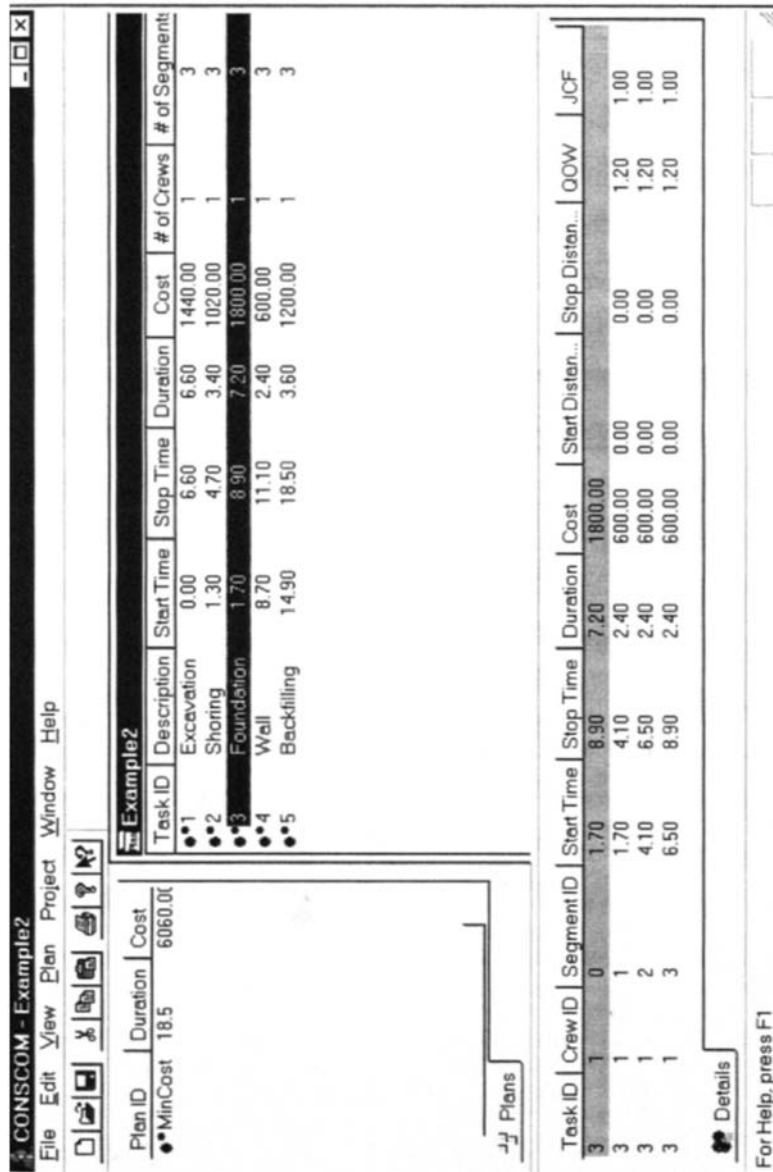 CONSCOM - Example2
File Edit View Plan Project Window Help
Plan ID Duration Cost
MinCost 18.5 6060.0(
Plans
Example2
Task ID Description Start Time Stop Time Duration Cost # of Crews # of Segments
1 Excavation 0.00 6.60 6.60 1440.00 1 3
2 Shoring 1.30 4.70 3.40 1020.00 1 3
3 Foundation 1.70 8.90 7.20 1800.00 1 3
4 Wall 8.70 11.10 2.40 600.00 1 3
5 Backfilling 14.90 18.50 3.60 1200.00 1 3
Task ID Crew ID Segment ID Start Time Stop Time Duration Cost Start Distan... Stop Distan... QOW JCF
3 1 0 1.70 8.90 7.20 1800.00
3 1 1 1.70 4.10 2.40 600.00 0.00 0.00 1.20 1.00
3 1 2 4.10 6.50 2.40 600.00 0.00 0.00 1.20 1.00
3 1 3 6.50 8.90 2.40 600.00 0.00 0.00 1.20 1.00
Details
For Help, press F1